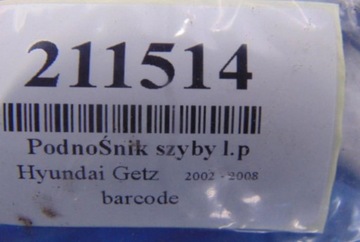 211514
PodnoŚnik szyby l.p
Hyundai Getz 2002 - 2008
barcode